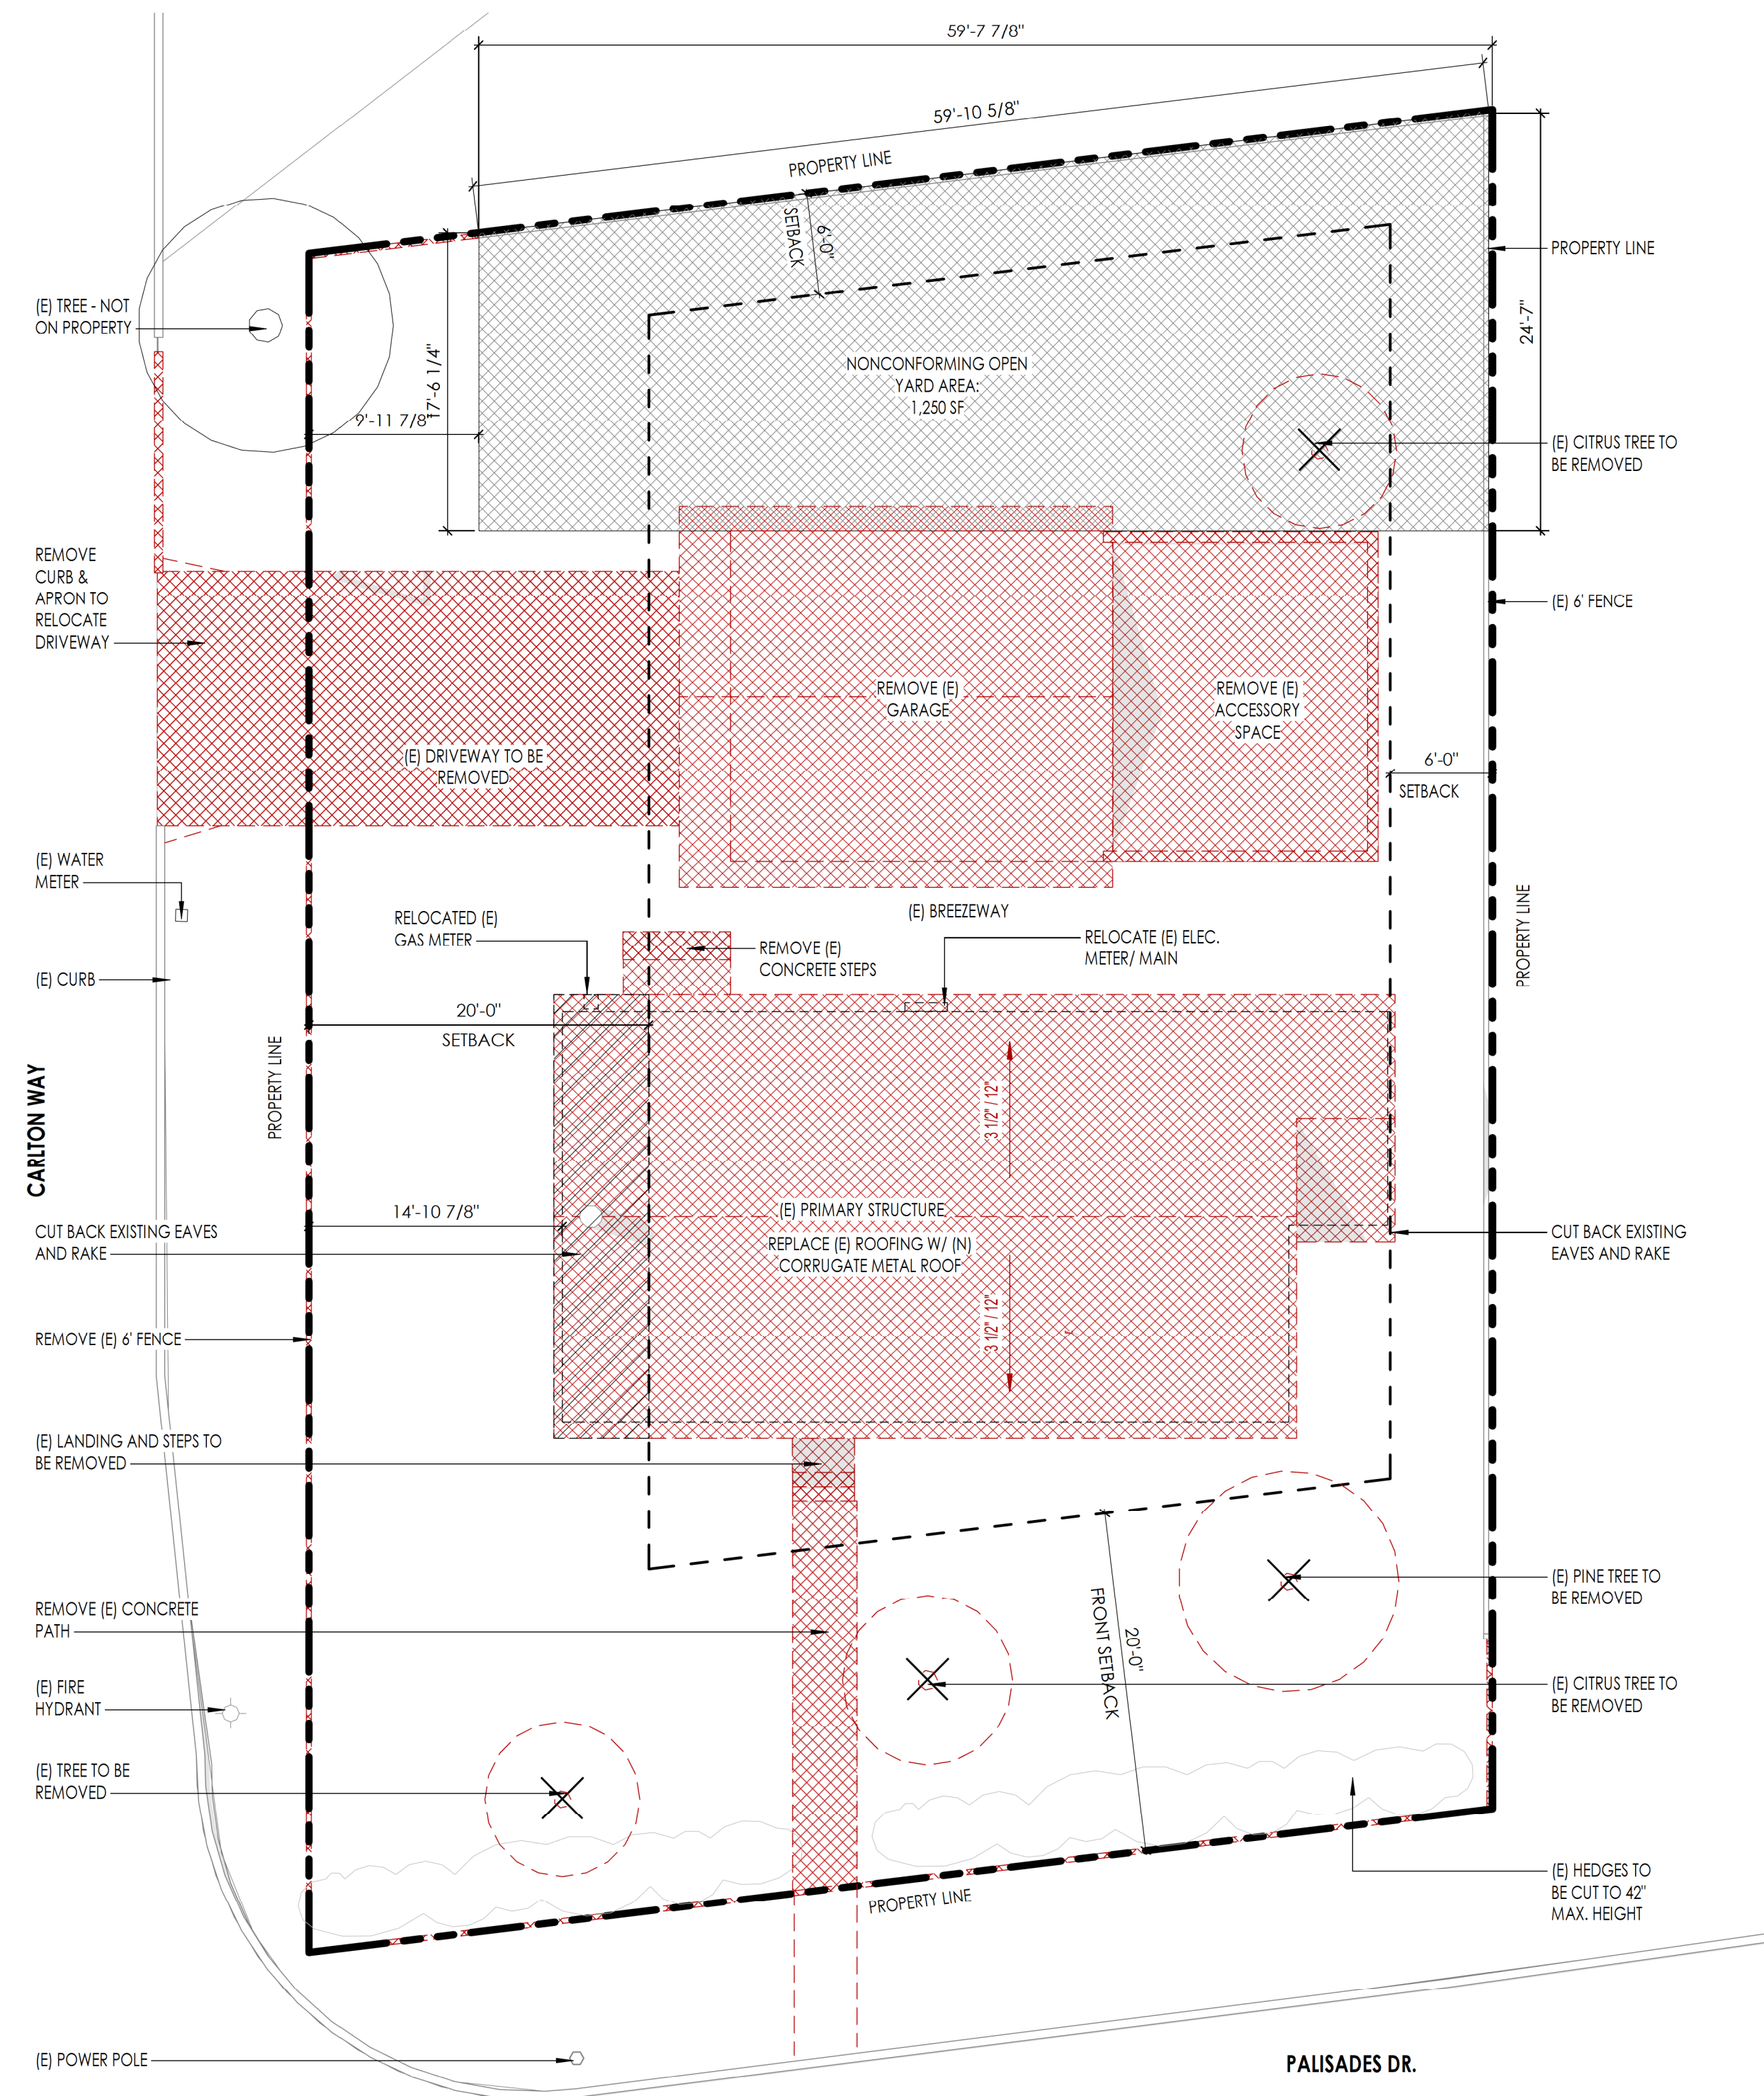 59'-7 7/8"
59'-10 5/8"
PROPERTY LINE
SETBACK
6'-0"
PROPERTY LINE
24'-7"
(E) TREE - NOT
ON PROPERTY
17'-6 1/4"
9'-11 7/8"
NONCONFORMING OPEN
YARD AREA:
1,250 SF
(E) CITRUS TREE TO
BE REMOVED
REMOVE
CURB &
APRON TO
RELOCATE
DRIVEWAY
(E) 6' FENCE
REMOVE (E)
GARAGE
REMOVE (E)
ACCESSORY
SPACE
(E) DRIVEWAY TO BE
REMOVED
6'-0"
SETBACK
(E) WATER
METER
RELOCATED (E)
GAS METER
(E) BREEZEWAY
REMOVE (E)
CONCRETE STEPS
RELOCATE (E) ELEC.
METER/ MAIN
PROPERTY LINE
(E) CURB
20'-0"
SETBACK
PROPERTY LINE
CARLTON WAY
3 1/2" / 12"
14'-10 7/8"
(E) PRIMARY STRUCTURE
REPLACE (E) ROOFING W/ (N)
CORRUGATE METAL ROOF
CUT BACK EXISTING EAVES
AND RAKE
CUT BACK EXISTING
EAVES AND RAKE
3 1/2" / 12"
REMOVE (E) 6' FENCE
(E) LANDING AND STEPS TO
BE REMOVED
(E) PINE TREE TO
BE REMOVED
REMOVE (E) CONCRETE
PATH
FRONT SETBACK
20'-0"
(E) CITRUS TREE TO
BE REMOVED
(E) FIRE
HYDRANT
(E) TREE TO BE
REMOVED
PROPERTY LINE
(E) HEDGES TO
BE CUT TO 42"
MAX. HEIGHT
(E) POWER POLE
PALISADES DR.